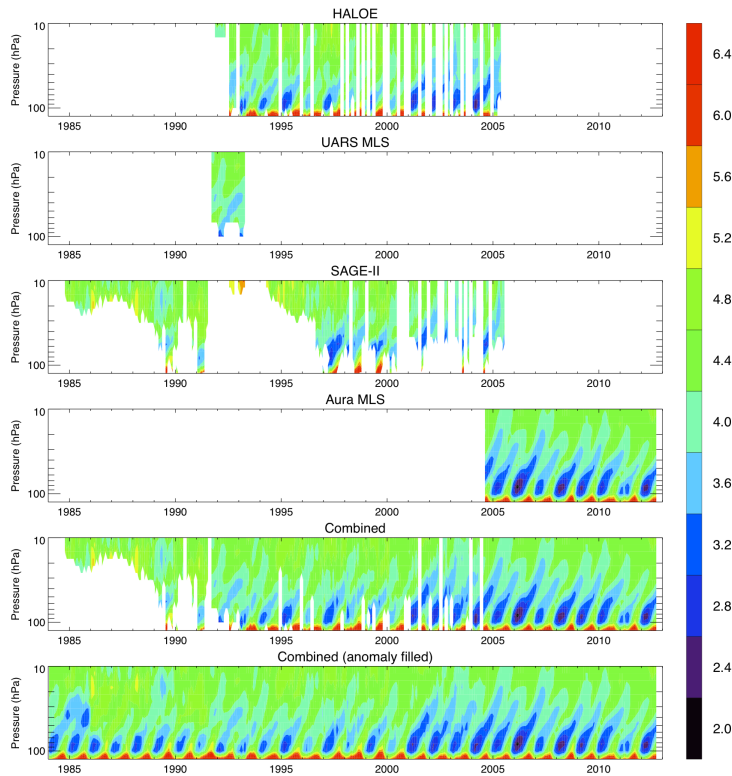 HALOE
10
Pressure (hPa)
100
1985 1990 1995 2000 2005 2010
UARS MLS
10
Pressure (hPa)
100
1985 1990 1995 2000 2005 2010
SAGE-II
10
Pressure (hPa)
100
1985 1990 1995 2000 2005 2010
Aura MLS
10
Pressure (hPa)
100
1985 1990 1995 2000 2005 2010
Combined
10
Pressure (hPa)
100
1985 1990 1995 2000 2005 2010
Combined (anomaly filled)
10
Pressure (hPa)
100
1985 1990 1995 2000 2005 2010
6.4
6.0
5.6
5.2
4.8
4.4
4.0
3.6
3.2
2.8
2.4
2.0